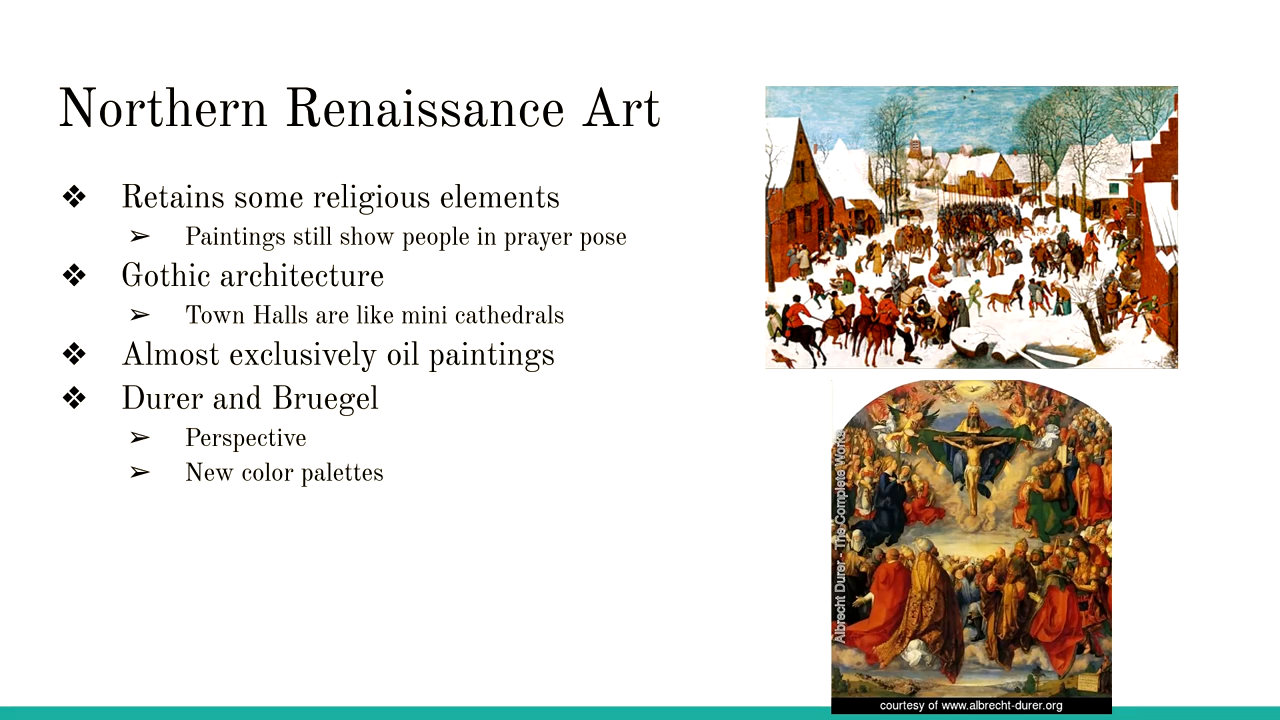 Northern Renaissance Art
❖ Retains some religious elements
➢ Paintings still show people in prayer pose
❖ Gothic architecture
➢ Town Halls are like mini cathedrals
❖ Almost exclusively oil paintings
❖ Durer and Bruegel
➢ Perspective
➢ New color palettes
Albrecht Durer - The Complete Works
courtesy of www.albrecht-durer.org